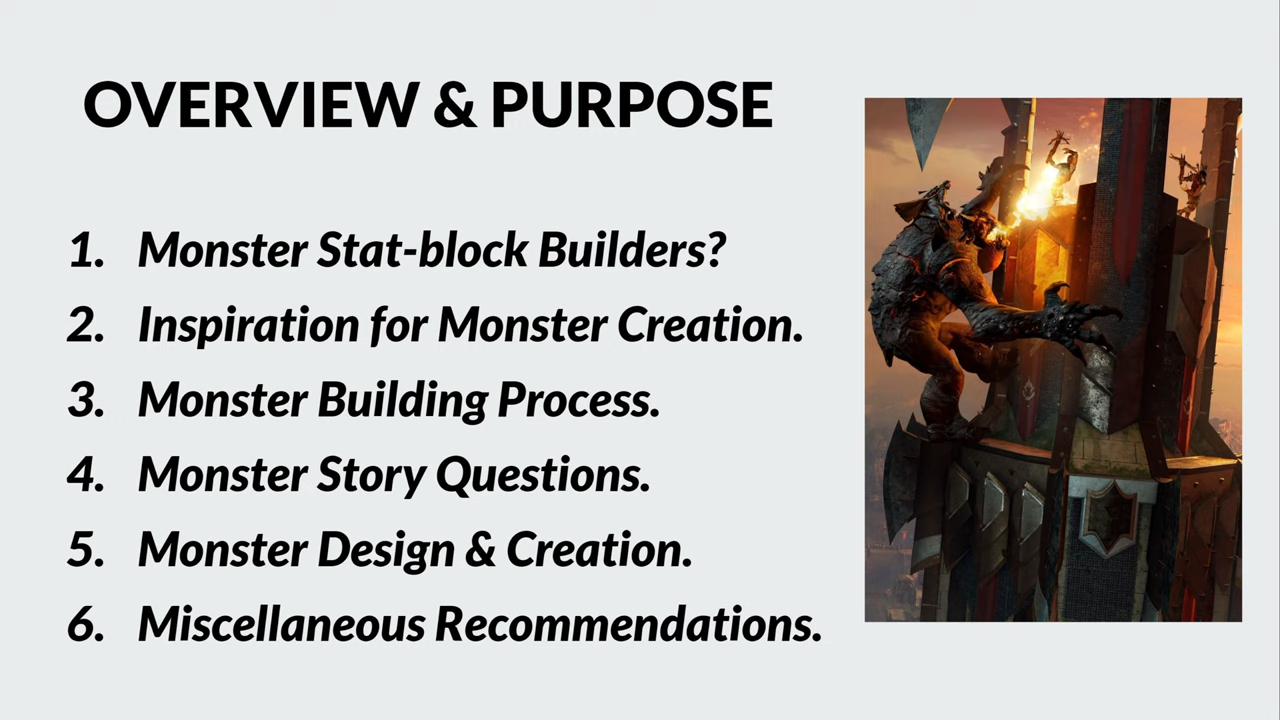 OVERVIEW & PURPOSE
1. Monster Stat-block Builders?
2. Inspiration for Monster Creation.
3. Monster Building Process.
4. Monster Story Questions.
5. Monster Design & Creation.
6. Miscellaneous Recommendations.